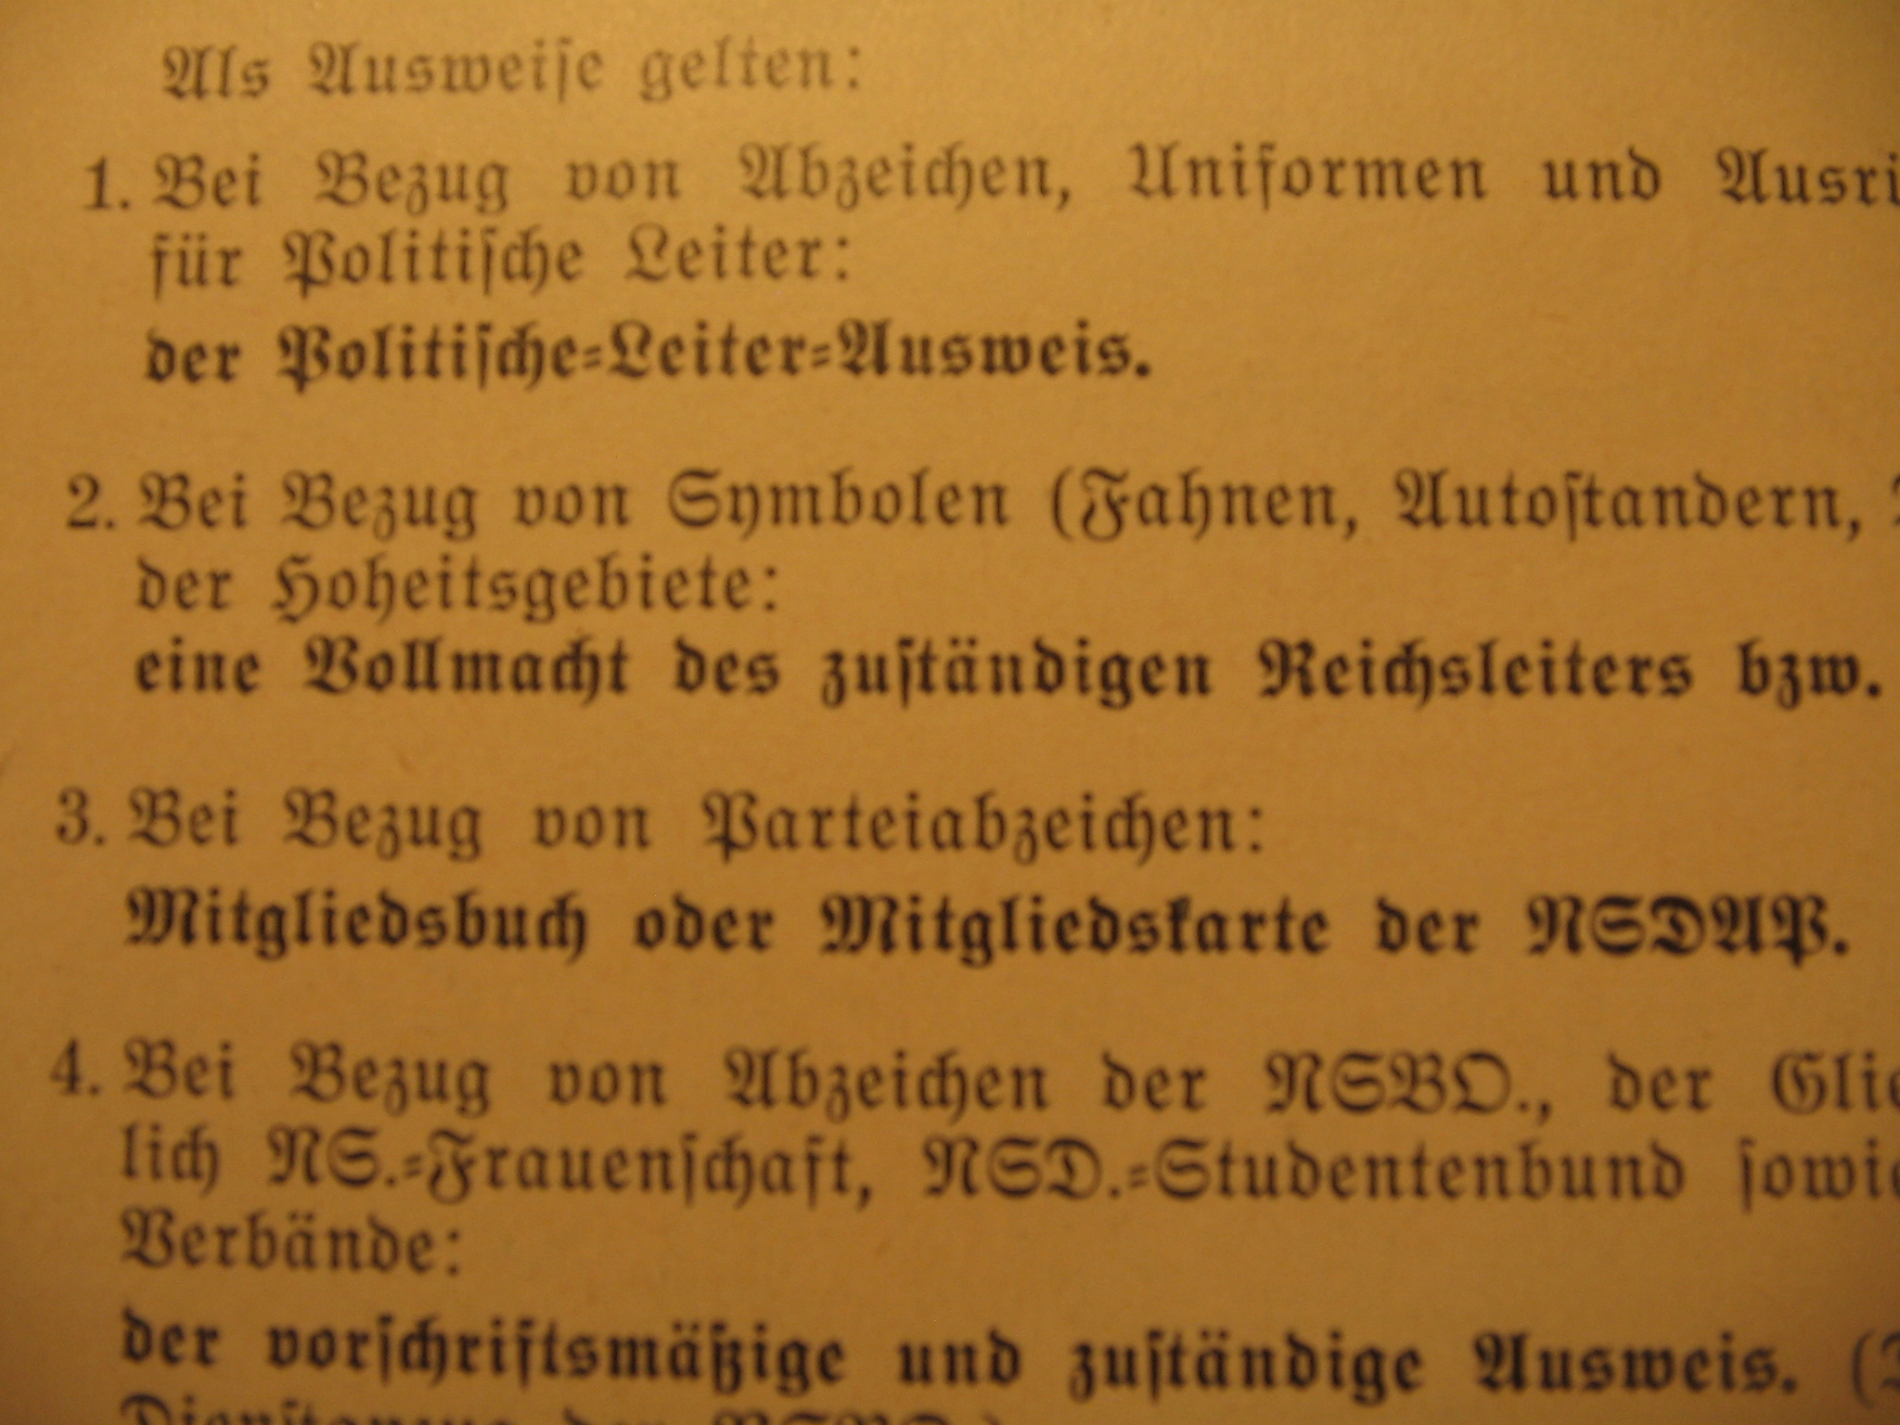 Als Ausweiſe gelten:
1. Bei Bezug von Abzeichen, Uniformen und
für Politiſche Leiter:
der Politiſche=Leiter=Ausweis.
2. Bei Bezug von Symbolen (Fahnen, Autoſtandern,
der Hoheitsgebiete:
eine Vollmacht des zuſtändigen Reichsleiters bzw.
3. Bei Bezug von Parteiabzeichen:
Mitgliedsbuch oder Mitgliedskarte der NSDAP.
4. Bei Bezug von Abzeichen der NSBO., der
lich NS.=Frauenſchaft, NSD.=Studentenbund ſowie
Verbände:
der vorſchriftsmäßige und zuſtändige Ausweis.